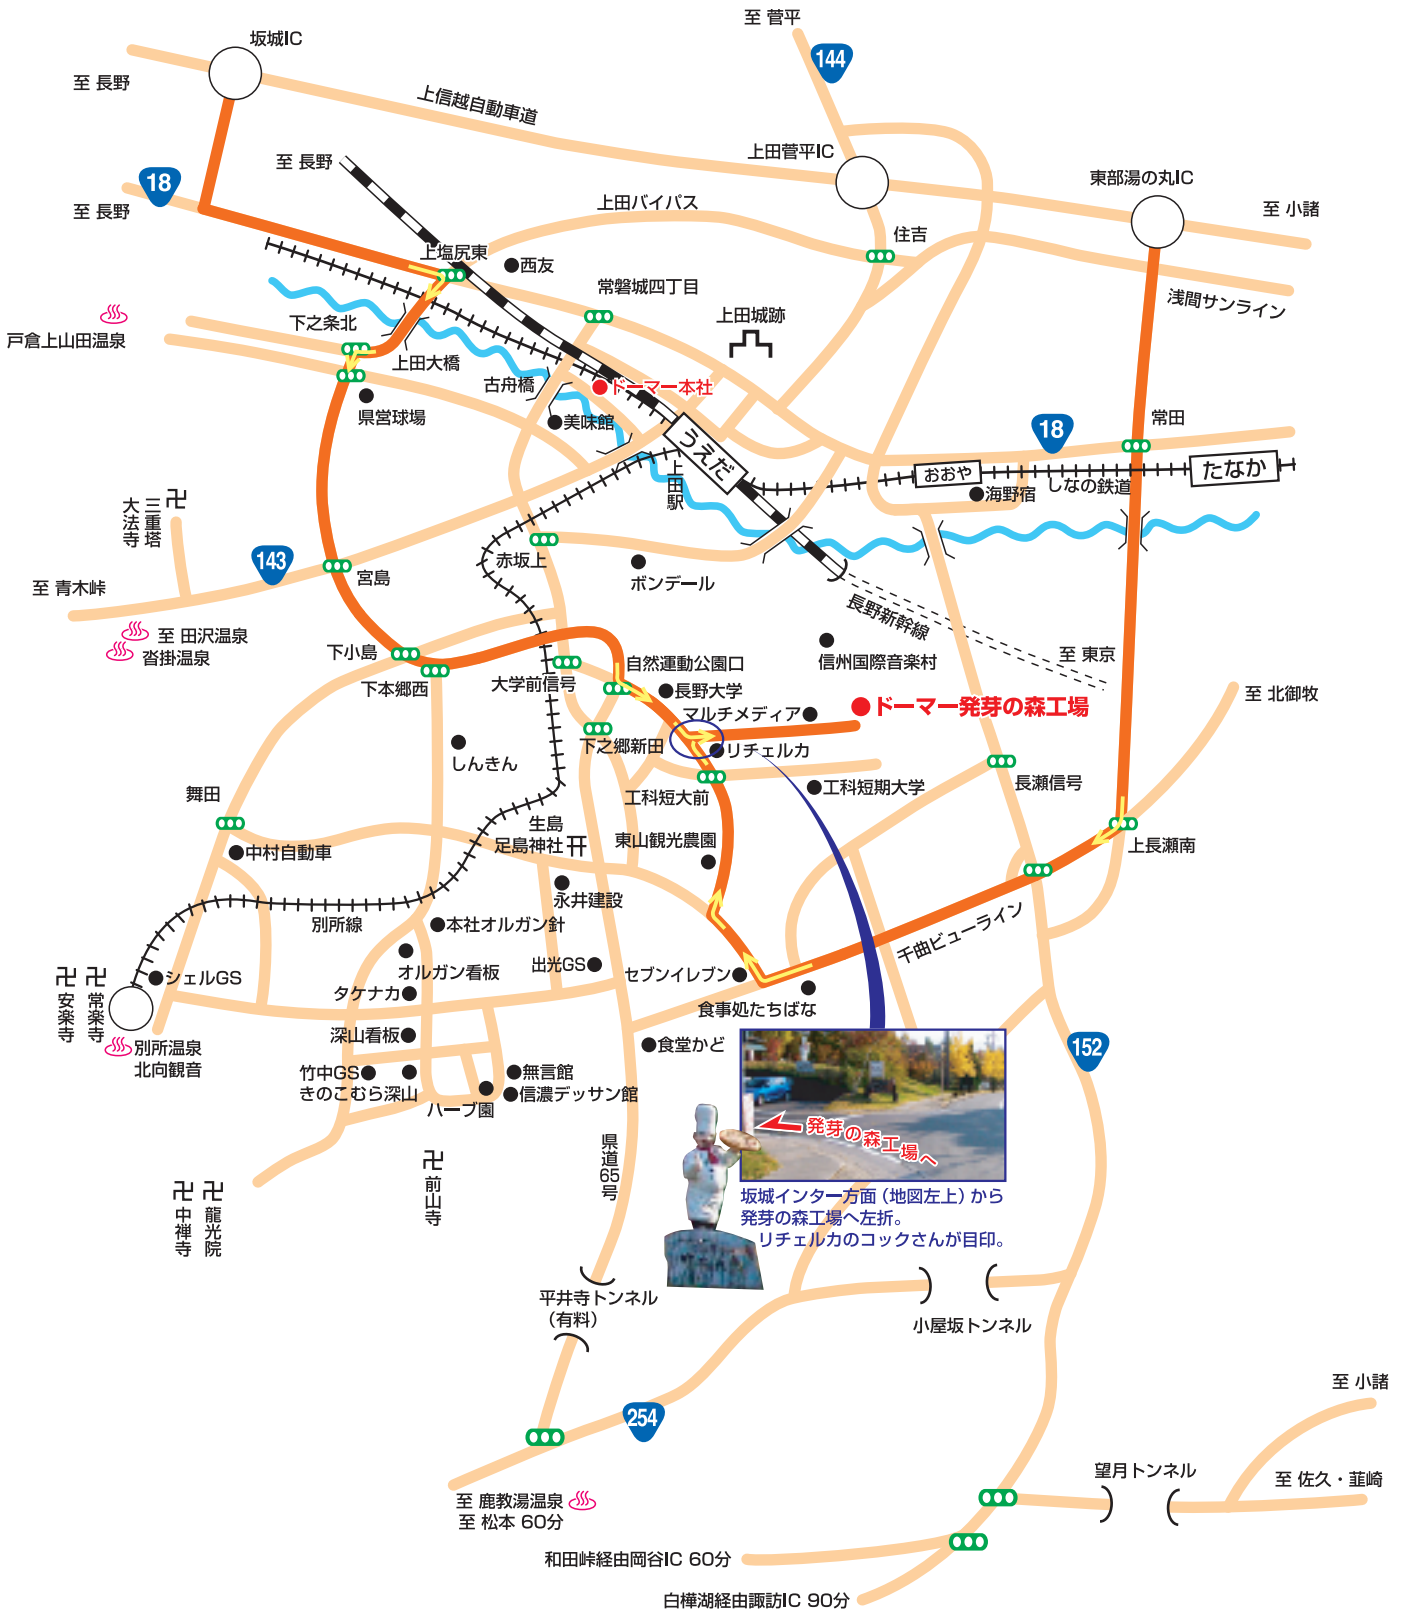 至 菅平
坂城IC
144
至 長野
上信越自動車道
上田菅平IC
至 長野
東部湯の丸IC
18
至 長野
上田バイパス
至 小諸
住吉
上塩尻東
西友
常磐城四丁目
浅間サンライン
上田城跡
下之条北
戸倉上山田温泉
上田大橋
古舟橋
ドーマー本社
県営球場
美味館
18
常田
うえだ
おおや
たなか
しなの鉄道
海野宿
上田駅
三重塔
大法寺
143
赤坂上
宮島
ボンデール
至 青木峠
長野新幹線
至 田沢温泉
沓掛温泉
下小島
信州国際音楽村
至 東京
自然運動公園口
下本郷西
大学前信号
長野大学
至 北御牧
マルチメディア
ドーマー発芽の森工場
下之郷新田
リチェルカ
しんきん
長瀬信号
工科短大前
工科短期大学
舞田
生島
足島神社
東山観光農園
上長瀬南
中村自動車
永井建設
別所線
本社オルガン針
千曲ビューライン
オルガン看板
出光GS
セブンイレブン
シェルGS
タケナカ
食事処たちばな
常楽寺
安楽寺
深山看板
食堂かど
152
別所温泉
北向観音
竹中GS
無言館
きのこむら深山
信濃デッサン館
ハーブ園
発芽の森工場へ
県道65号
前山寺
龍光院
中禅寺
坂城インター方面（地図左上）から
発芽の森工場へ左折。
リチェルカのコックさんが目印。
平井寺トンネル
（有料）
小屋坂トンネル
至 小諸
254
望月トンネル
至 佐久・韮崎
至 鹿教湯温泉
至 松本 60分
和田峠経由岡谷IC 60分
白樺湖経由諏訪IC 90分